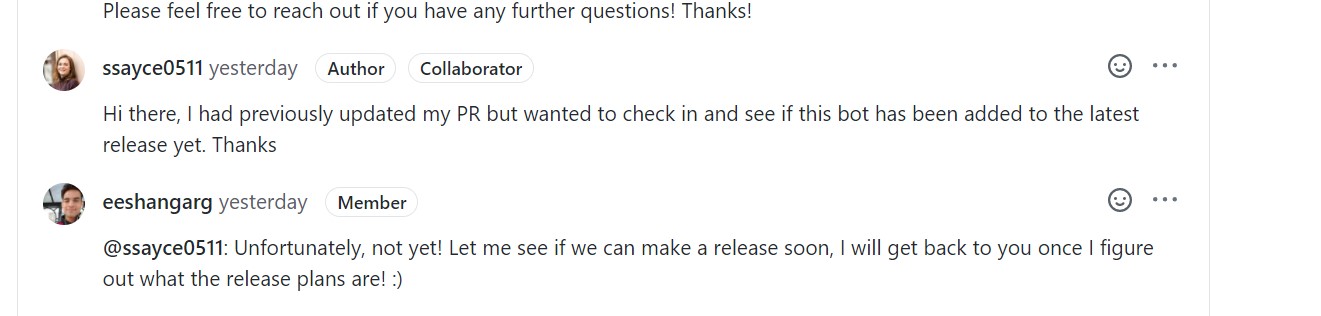 Please feel free to reach out if you have any further questions! Thanks!
ssayce0511 yesterday Author Collaborator
Hi there, I had previously updated my PR but wanted to check in and see if this bot has been added to the latest
release yet. Thanks
eeshangarg yesterday Member
@ssayce0511: Unfortunately, not yet! Let me see if we can make a release soon, I will get back to you once I figure
out what the release plans are! :)